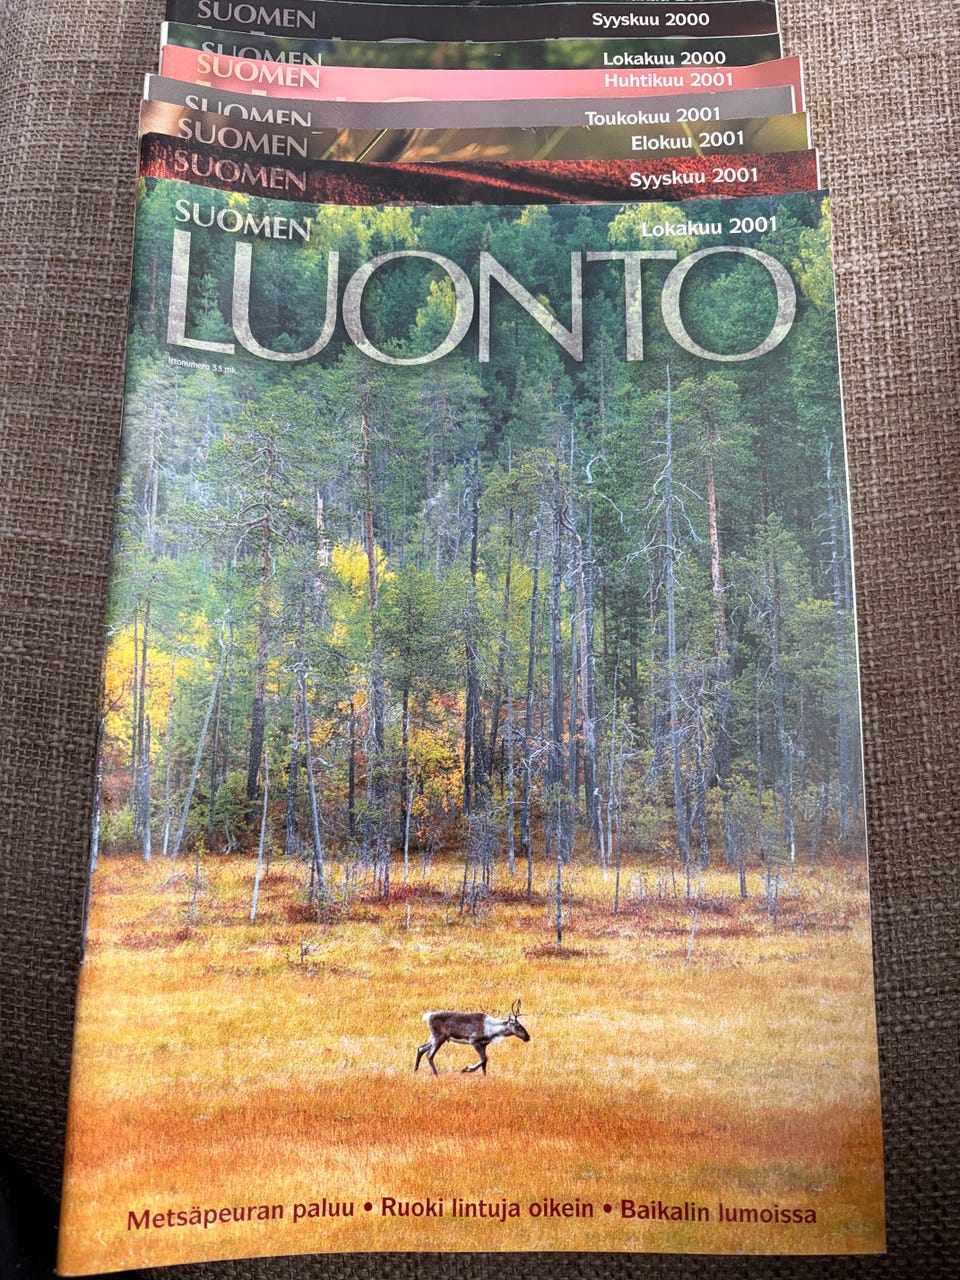 SUOMEN
Syyskuu 2000
SUOMEN
Lokakuu 2000
SUOMEN
Huhtikuu 2001
SUOMEN
Toukokuu 2001
SUOMEN
Elokuu 2001
SUOMEN
Syyskuu 2001
SUOMEN
Lokakuu 2001
LUONTO
Irtonumero 33 mk
Metsäpeuran paluu • Ruoki lintuja oikein • Baikalin lumoissa